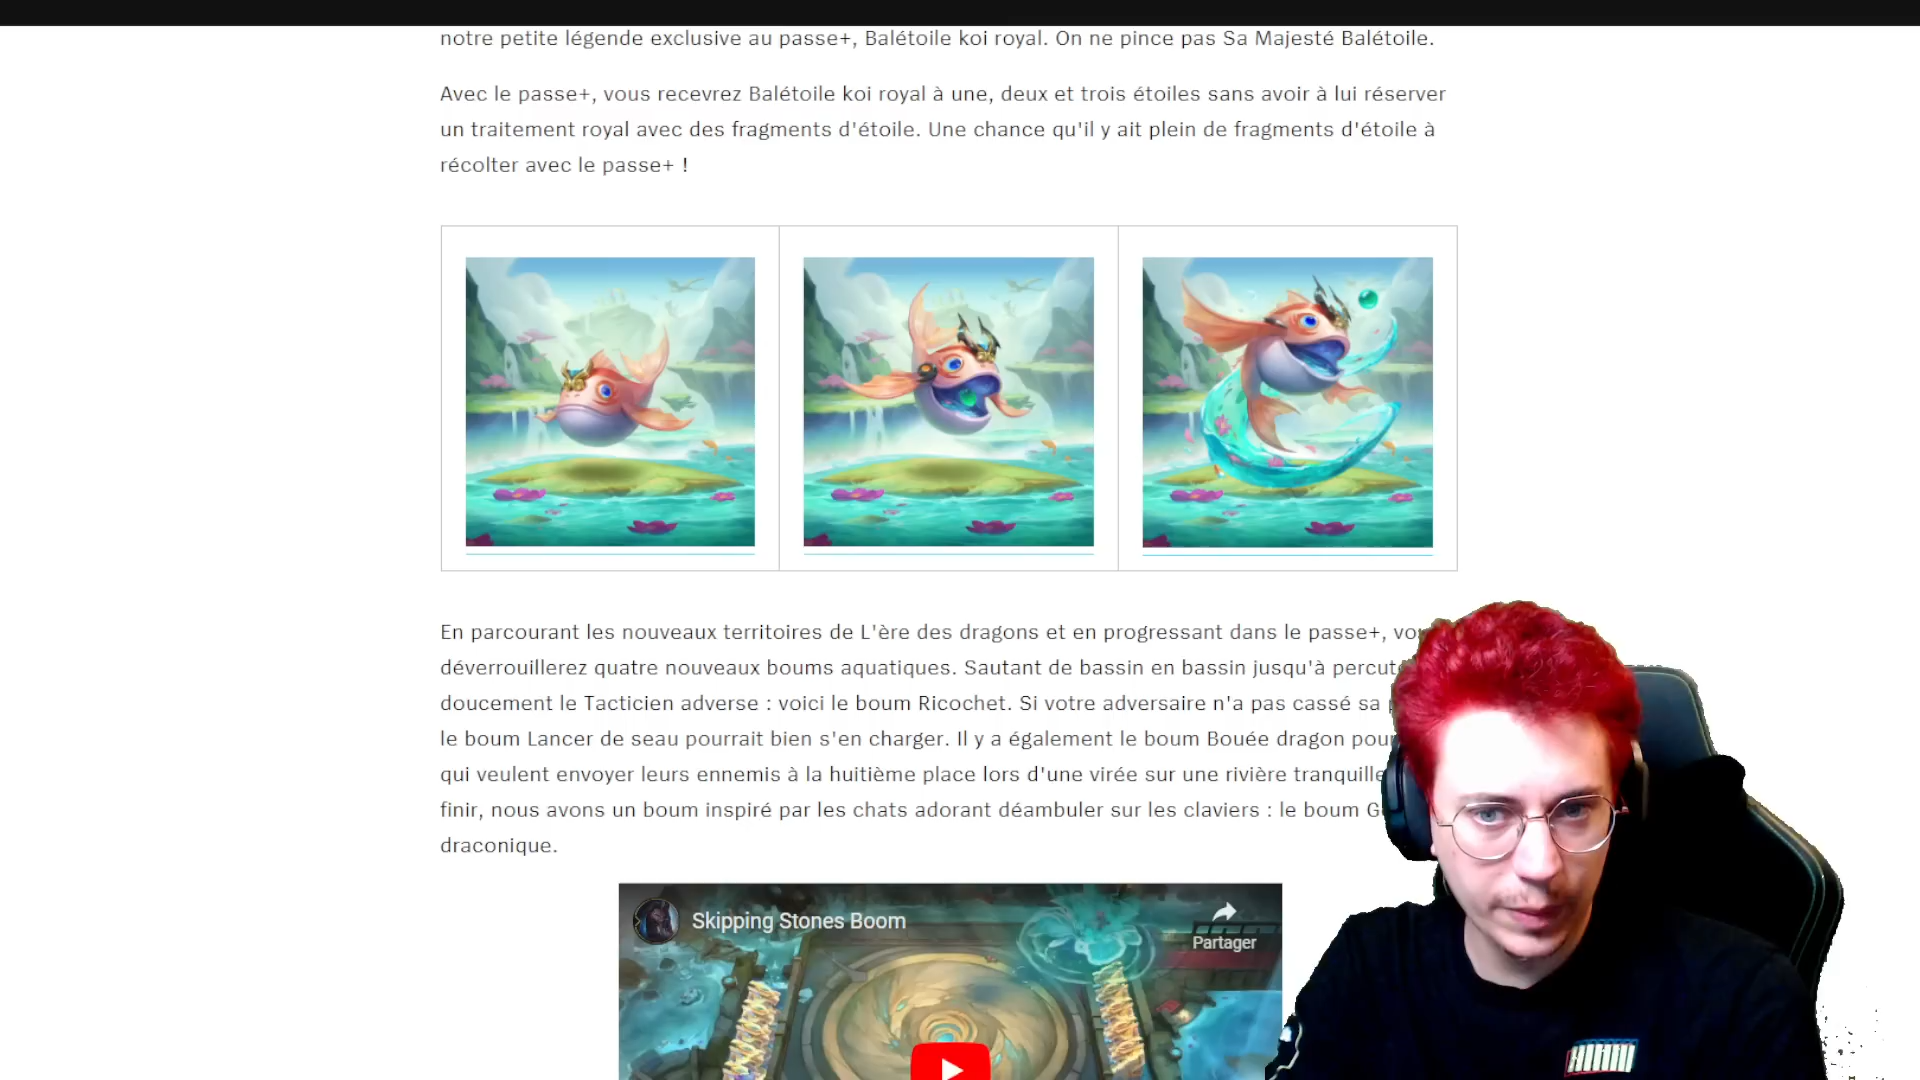 notre petite légende exclusive au passe+, Balétoile koi royal. On ne pince pas Sa Majesté Balétoile.
Avec le passe+, vous recevrez Balétoile koi royal à une, deux et trois étoiles sans avoir à lui réserver
un traitement royal avec des fragments d'étoile. Une chance qu'il y ait plein de fragments d'étoile à
récolter avec le passe+ !
En parcourant les nouveaux territoires de L'ère des dragons et en progressant dans le passe+,
déverrouillerez quatre nouveaux boums aquatiques. Sautant de bassin en bassin jusqu'à
doucement le Tacticien adverse : voici le boum Ricochet. Si votre adversaire n'a pas cassé sa
le boum Lancer de seau pourrait bien s'en charger. Il y a également le boum Bouée dragon
qui veulent envoyer leurs ennemis à la huitième place lors d'une virée sur une rivière tranquille
finir, nous avons un boum inspiré par les chats adorant déambuler sur les claviers : le boum
draconique.
Skipping Stones Boom
Partager